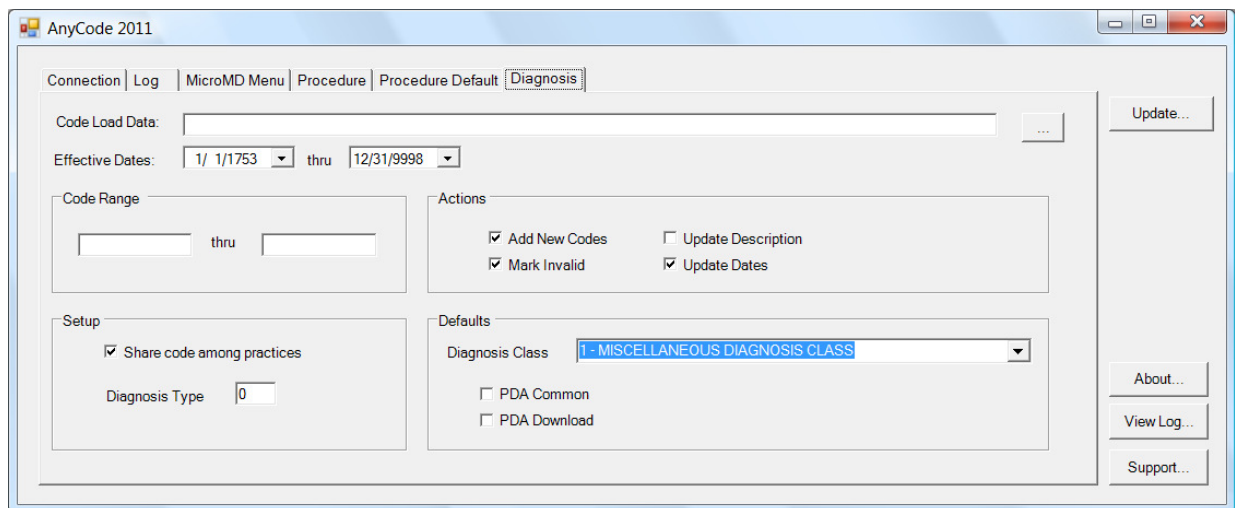 AnyCode 2011
Connection Log MicroMD Menu Procedure Procedure Default Diagnosis
Code Load Data: ... Update...
Effective Dates: 1/ 1/1753 thru 12/31/9998
Code Range Actions
thru Add New Codes Update Description
Mark Invalid Update Dates
Setup Defaults
Share code among practices Diagnosis Class 1 - MISCELLANEOUS DIAGNOSIS CLASS
Diagnosis Type 0 PDA Common About...
PDA Download View Log...
Support...